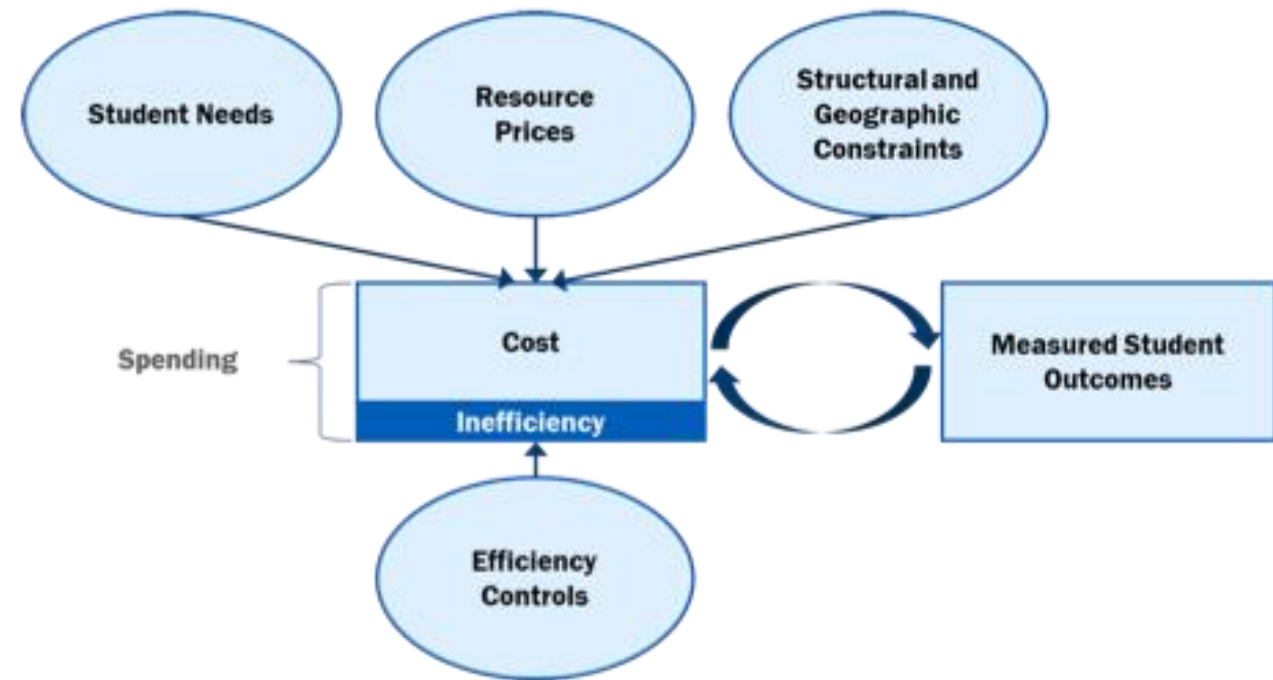 Student Needs
Resource
Prices
Structural and
Geographic
Constraints
Spending
Cost
Inefficiency
Measured Student
Outcomes
Efficiency
Controls